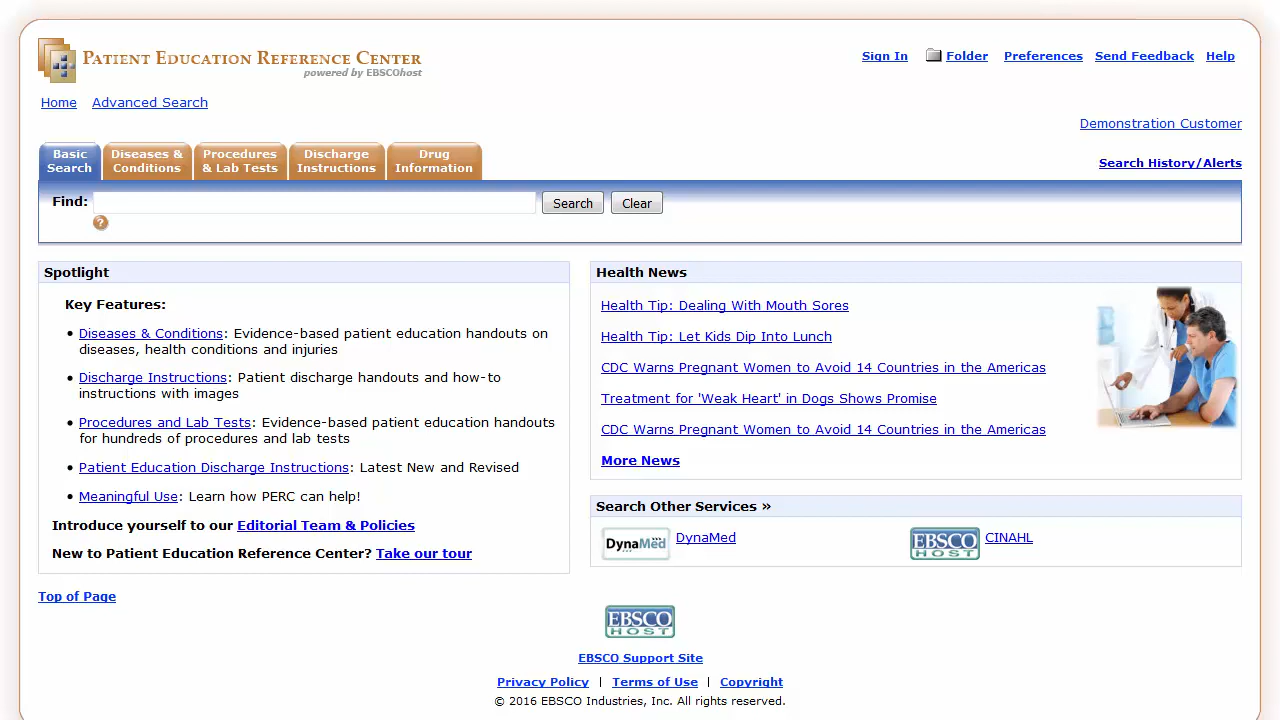 PATIENT EDUCATION REFERENCE CENTER
powered by EBSCOhost
Sign In Folder Preferences Send Feedback Help
Home Advanced Search
Demonstration Customer
Basic Search
Diseases & Conditions
Procedures & Lab Tests
Discharge Instructions
Drug Information
Search History/Alerts
Find: Search Clear
?
Spotlight
Key Features:
• Diseases & Conditions: Evidence-based patient education handouts on
diseases, health conditions and injuries
• Discharge Instructions: Patient discharge handouts and how-to
instructions with images
• Procedures and Lab Tests: Evidence-based patient education handouts
for hundreds of procedures and lab tests
• Patient Education Discharge Instructions: Latest New and Revised
• Meaningful Use: Learn how PERC can help!
Introduce yourself to our Editorial Team & Policies
New to Patient Education Reference Center? Take our tour
Health News
Health Tip: Dealing With Mouth Sores
Health Tip: Let Kids Dip Into Lunch
CDC Warns Pregnant Women to Avoid 14 Countries in the Americas
Treatment for 'Weak Heart' in Dogs Shows Promise
CDC Warns Pregnant Women to Avoid 14 Countries in the Americas
More News
Search Other Services »
DynaMed DynaMed
EBSCO HOST CINAHL
Top of Page
EBSCO
HOST
EBSCO Support Site
Privacy Policy | Terms of Use | Copyright
© 2016 EBSCO Industries, Inc. All rights reserved.